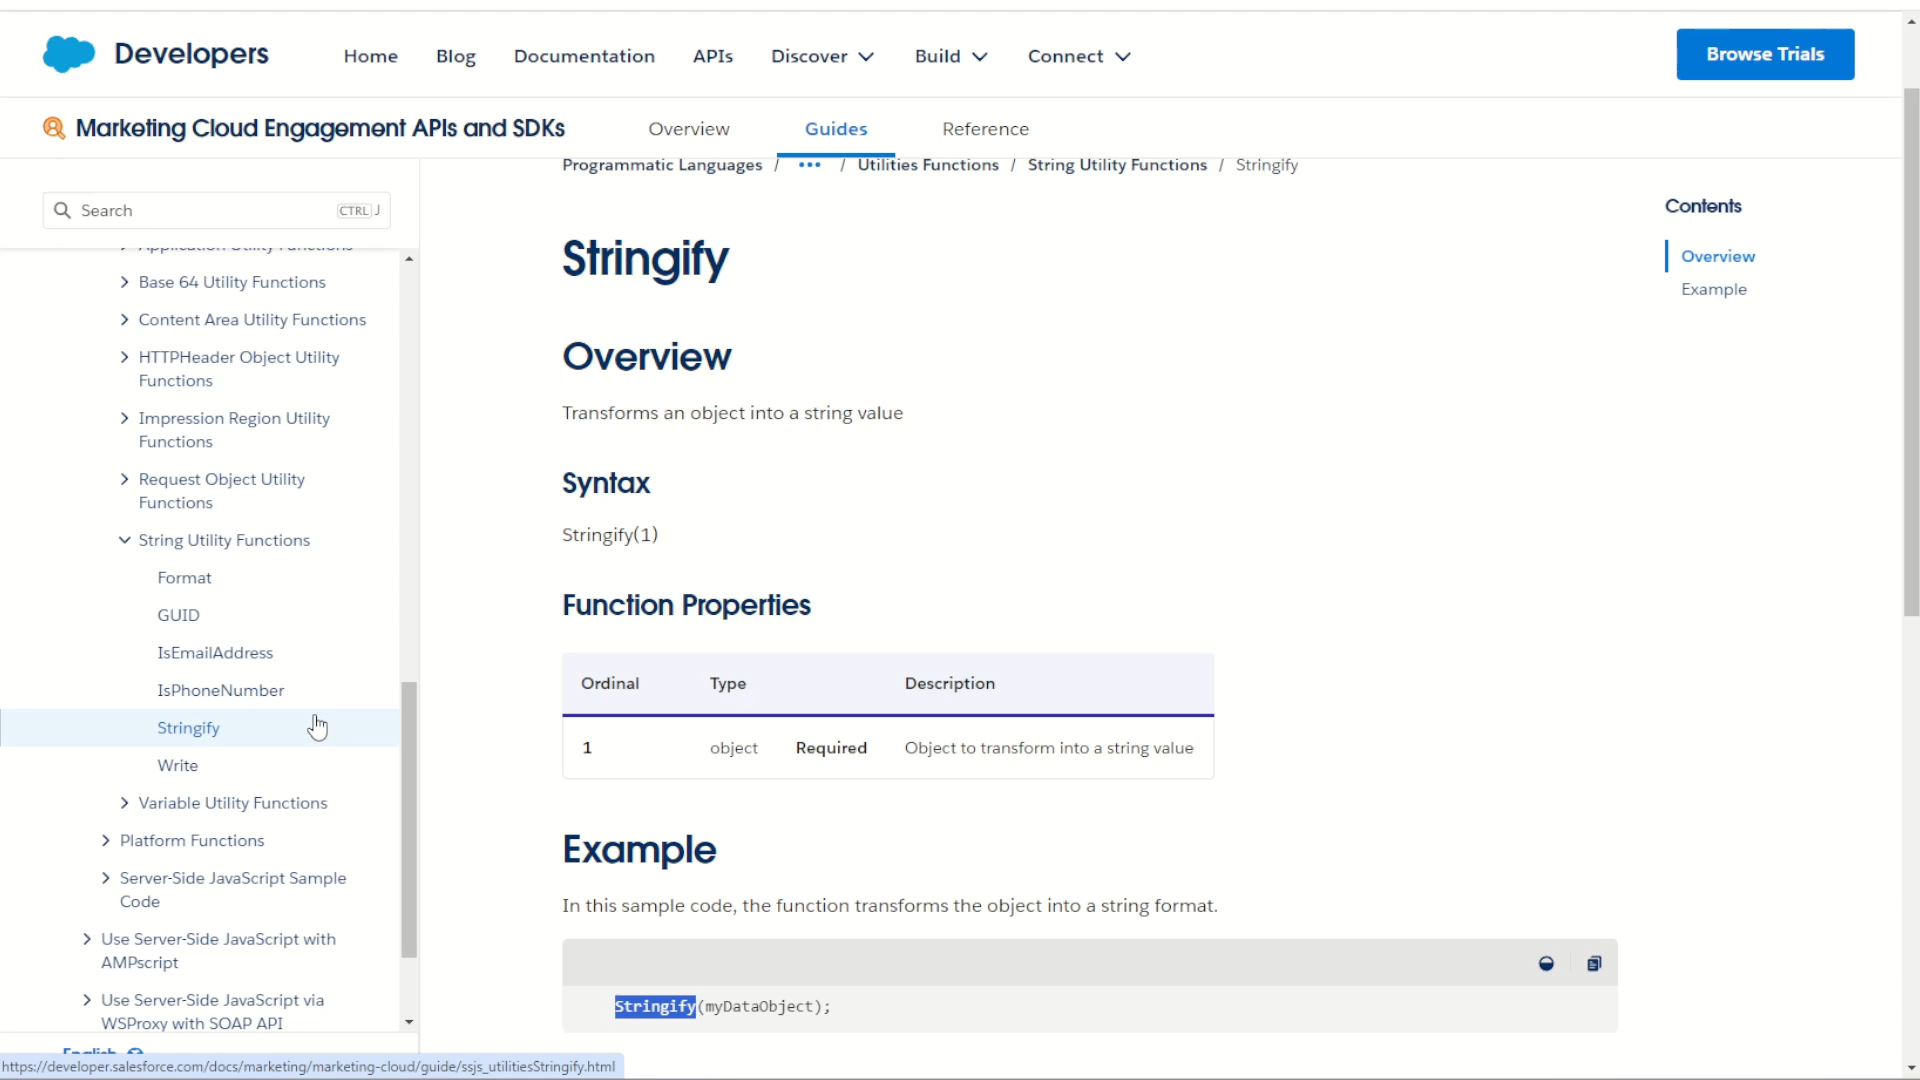 Developers
Home
Blog
Documentation
APIs
Discover
Build
Connect
Browse Trials
Marketing Cloud Engagement APIs and SDKs
Overview
Guides
Reference
Programmatic Languages / ••• / Utilities Functions / String Utility Functions / Stringify
Search
CTRL J
Application Utility Functions
Base 64 Utility Functions
Content Area Utility Functions
HTTPHeader Object Utility
Functions
Impression Region Utility
Functions
Request Object Utility
Functions
String Utility Functions
Format
GUID
IsEmailAddress
IsPhoneNumber
Stringify
Write
Variable Utility Functions
Platform Functions
Server-Side JavaScript Sample
Code
Use Server-Side JavaScript with
AMPscript
Use Server-Side JavaScript via
WSProxy with SOAP API
English
https://developer.salesforce.com/docs/marketing/marketing-cloud/guide/ssjs_utilitiesStringify.html
Stringify
Overview
Transforms an object into a string value
Syntax
Stringify(1)
Function Properties
Ordinal Type Description
1 object Required Object to transform into a string value
Example
In this sample code, the function transforms the object into a string format.
Stringify(myDataObject);
Contents
Overview
Example